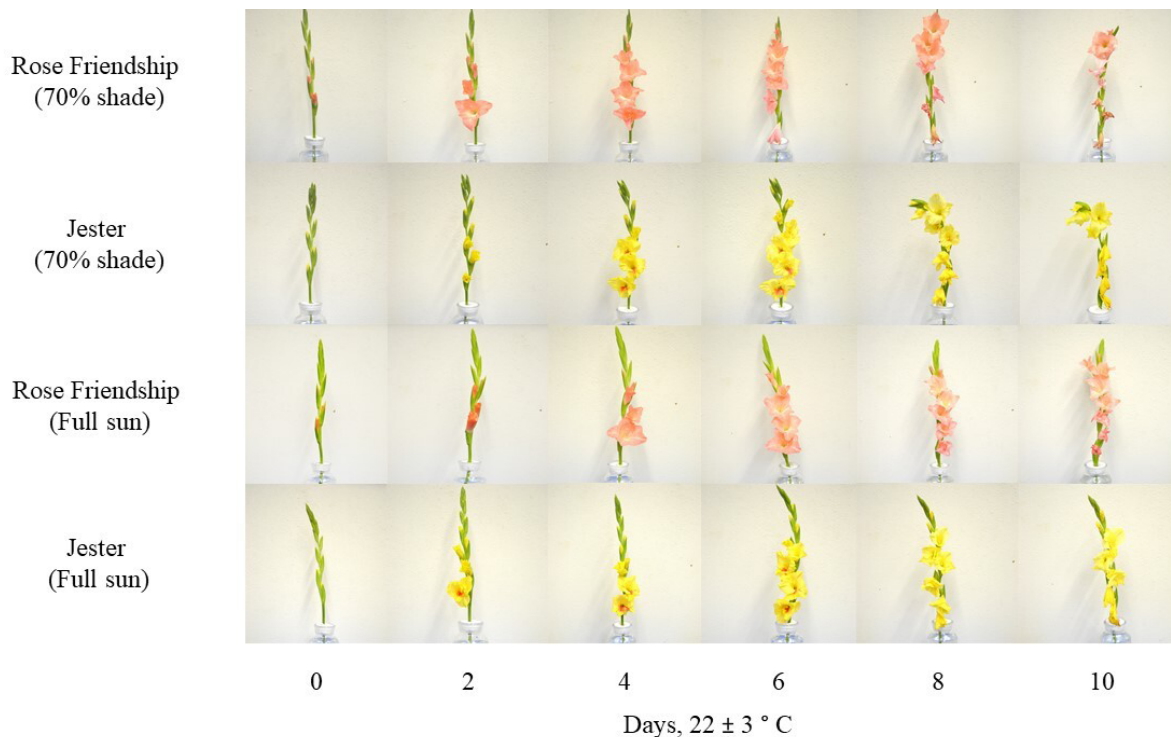 Rose Friendship
(70% shade)
Jester
(70% shade)
Rose Friendship
(Full sun)
Jester
(Full sun)
0 2 4 6 8 10
Days, 22 ± 3 ° C